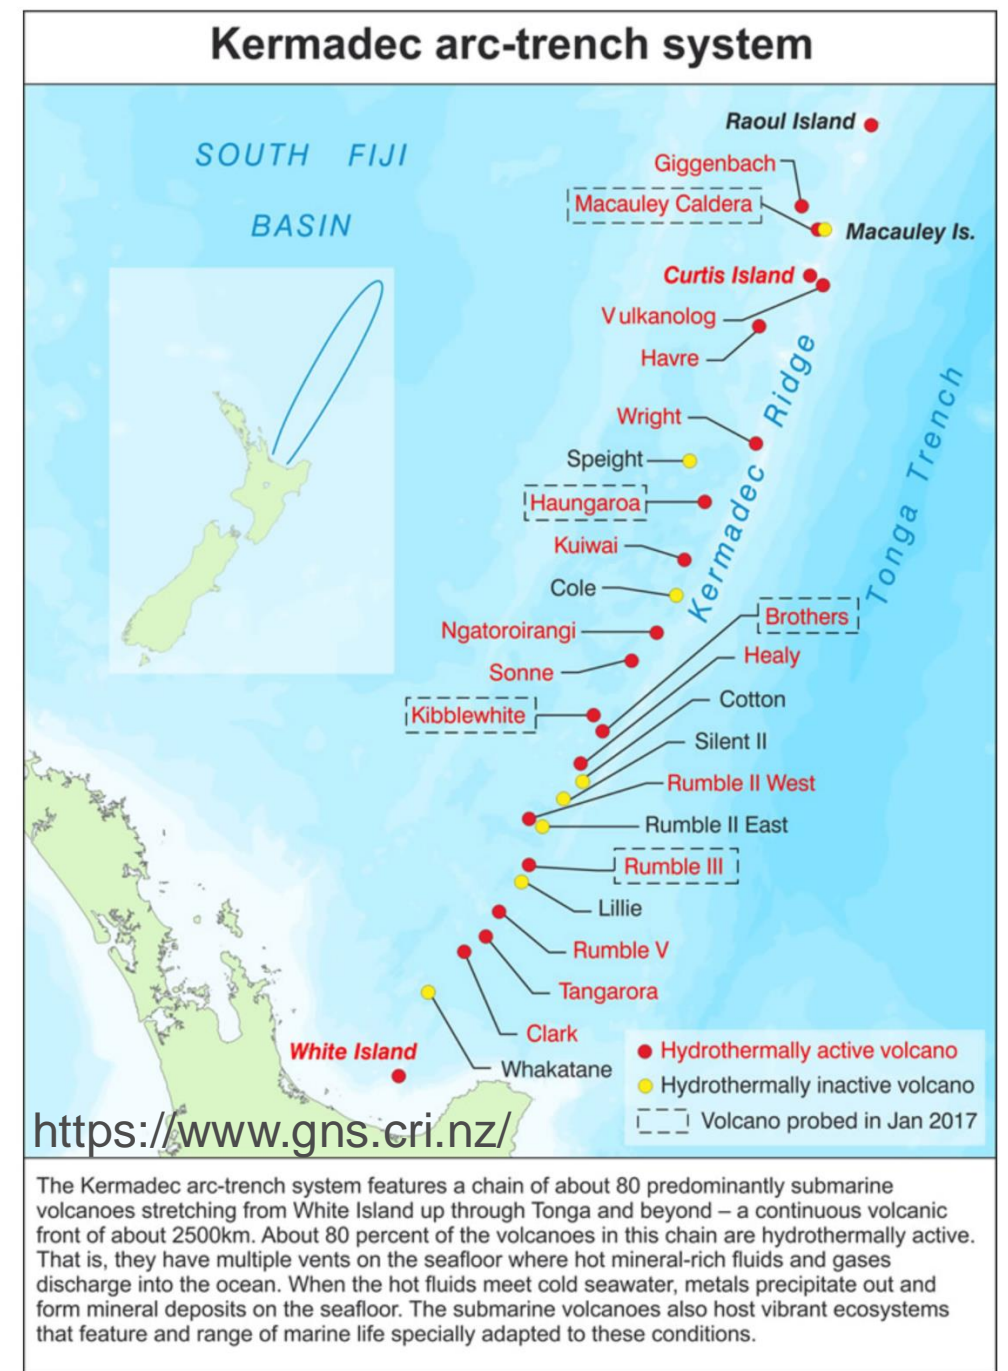 Kermadec arc-trench system
SOUTH FIJI
BASIN
Raoul Island
Giggenbach
Macauley Caldera
Macauley Is.
Curtis Island
Vulkanolog
Havre
Wright
Speight
Haungaroa
Kuiwai
Cole
Kermadec Ridge
Tonga Trench
Ngatoroirangi
Sonne
Kibblewhite
Brothers
Healy
Cotton
Silent II
Rumble II West
Rumble II East
Rumble III
Lillie
Rumble V
Tangarora
Clark
Whakatane
White Island
Hydrothermally active volcano
Hydrothermally inactive volcano
Volcano probed in Jan 2017
https://www.gns.cri.nz/
The Kermadec arc-trench system features a chain of about 80 predominantly submarine
volcanoes stretching from White Island up through Tonga and beyond – a continuous volcanic
front of about 2500km. About 80 percent of the volcanoes in this chain are hydrothermally active.
That is, they have multiple vents on the seafloor where hot mineral-rich fluids and gases
discharge into the ocean. When the hot fluids meet cold seawater, metals precipitate out and
form mineral deposits on the seafloor. The submarine volcanoes also host vibrant ecosystems
that feature and range of marine life specially adapted to these conditions.